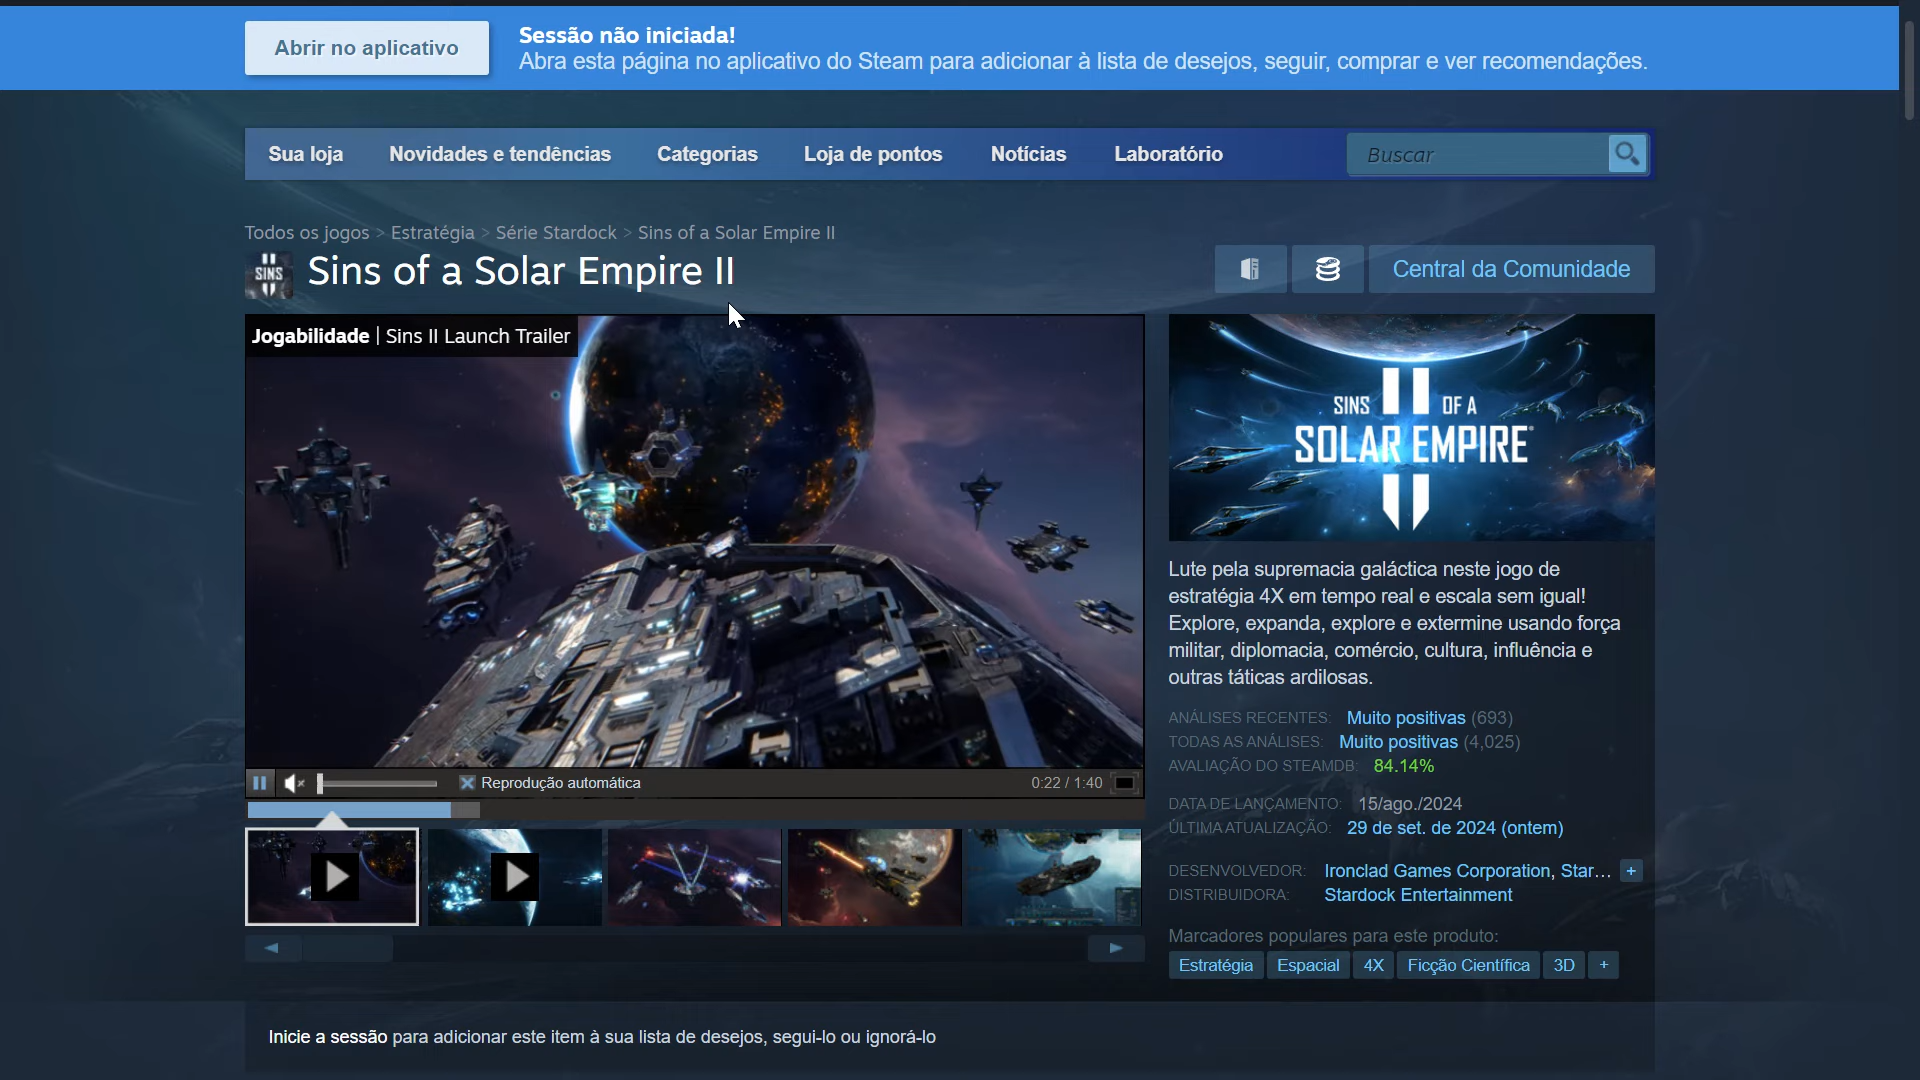 Abrir no aplicativo
Sessão não iniciada!
Abra esta página no aplicativo do Steam para adicionar à lista de desejos, seguir, comprar e ver recomendações.
Sua loja Novidades e tendências Categorias Loja de pontos Notícias Laboratório Buscar
Todos os jogos > Estratégia > Série Stardock > Sins of a Solar Empire II
SINS
Sins of a Solar Empire II
Central da Comunidade
Jogabilidade | Sins II Launch Trailer
SINS II OF A
SOLAR EMPIRE
Lute pela supremacia galáctica neste jogo de
estratégia 4X em tempo real e escala sem igual!
Explore, expanda, explore e extermine usando força
militar, diplomacia, comércio, cultura, influência e
outras táticas ardilosas.
ANÁLISES RECENTES: Muito positivas (693)
TODAS AS ANÁLISES: Muito positivas (4,025)
AVALIAÇÃO DO STEAMDB: 84.14%
Reprodução automática
0:22 / 1:40
DATA DE LANÇAMENTO: 15/ago./2024
ÚLTIMA ATUALIZAÇÃO: 29 de set. de 2024 (ontem)
DESENVOLVEDOR: Ironclad Games Corporation, Star... +
DISTRIBUIDORA: Stardock Entertainment
Marcadores populares para este produto:
Estratégia Espacial 4X Ficção Científica 3D +
Inicie a sessão para adicionar este item à sua lista de desejos, segui-lo ou ignorá-lo